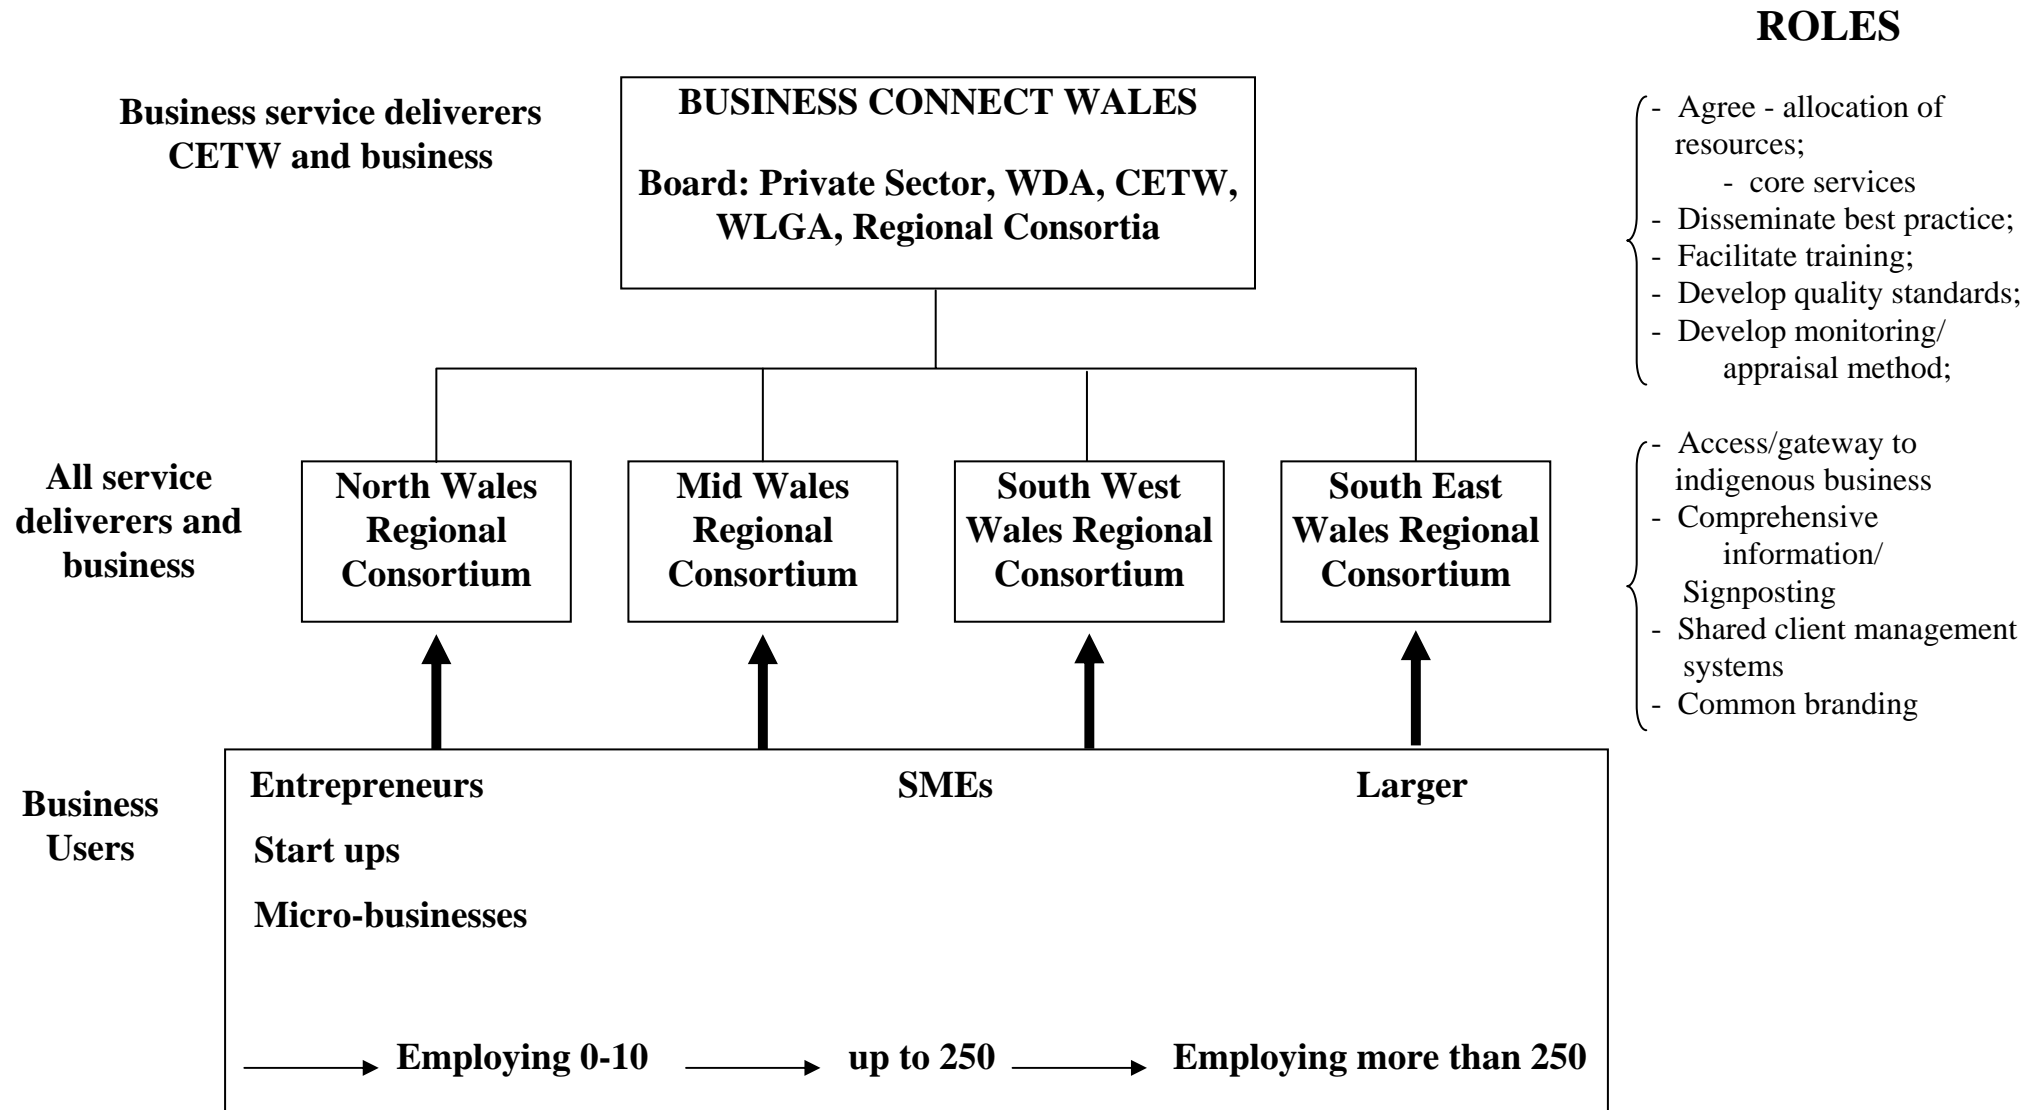 ROLES
Business service deliverers
CETW and business
BUSINESS CONNECT WALES
Board: Private Sector, WDA, CETW,
WLGA, Regional Consortia
- Agree - allocation of
resources;
- core services
- Disseminate best practice;
- Facilitate training;
- Develop quality standards;
- Develop monitoring/
appraisal method;
All service
deliverers and
business
North Wales
Regional
Consortium
Mid Wales
Regional
Consortium
South West
Wales Regional
Consortium
South East
Wales Regional
Consortium
- Access/gateway to
indigenous business
- Comprehensive
information/
Signposting
- Shared client management
systems
- Common branding
Business
Users
Entrepreneurs
Start ups
Micro-businesses
SMEs
Larger
Employing 0-10
up to 250
Employing more than 250